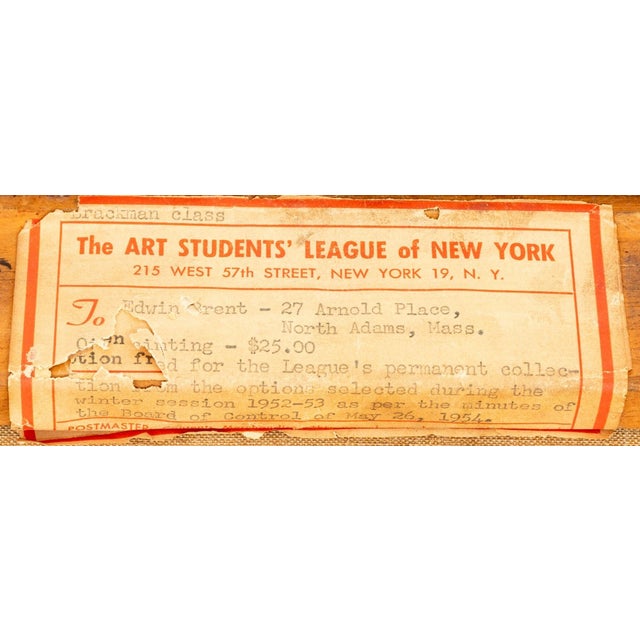 Brackman class
The ART STUDENTS' LEAGUE of NEW YORK
215 WEST 57th STREET, NEW YORK 19, N. Y.
To Edwin Brent - 27 Arnold Place,
North Adams, Mass.
inting - $25.00
ed for the League's permanent collec-
tion m the options selected during the
winter session 1952-53 as per the minutes of
the Board of Control of May 26, 1954.
POSTMASTER